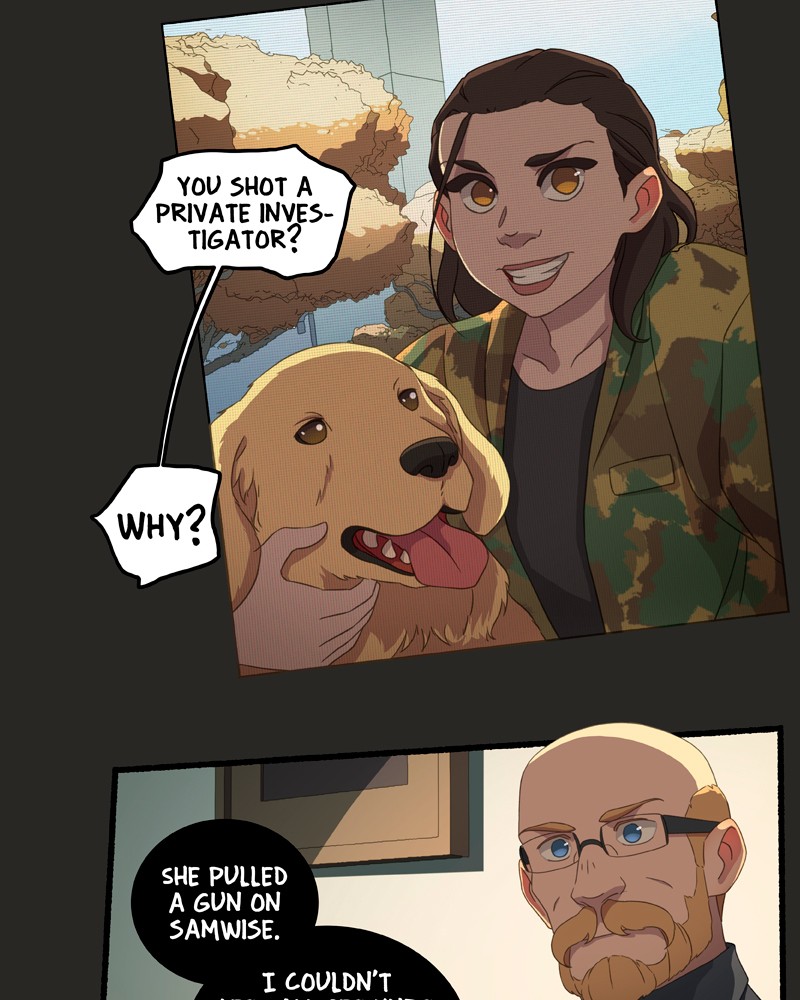 YOU SHOT A
PRIVATE INVES-
TIGATOR?
WHY?
SHE PULLED
A GUN ON
SAMWISE.
I COULDN'T